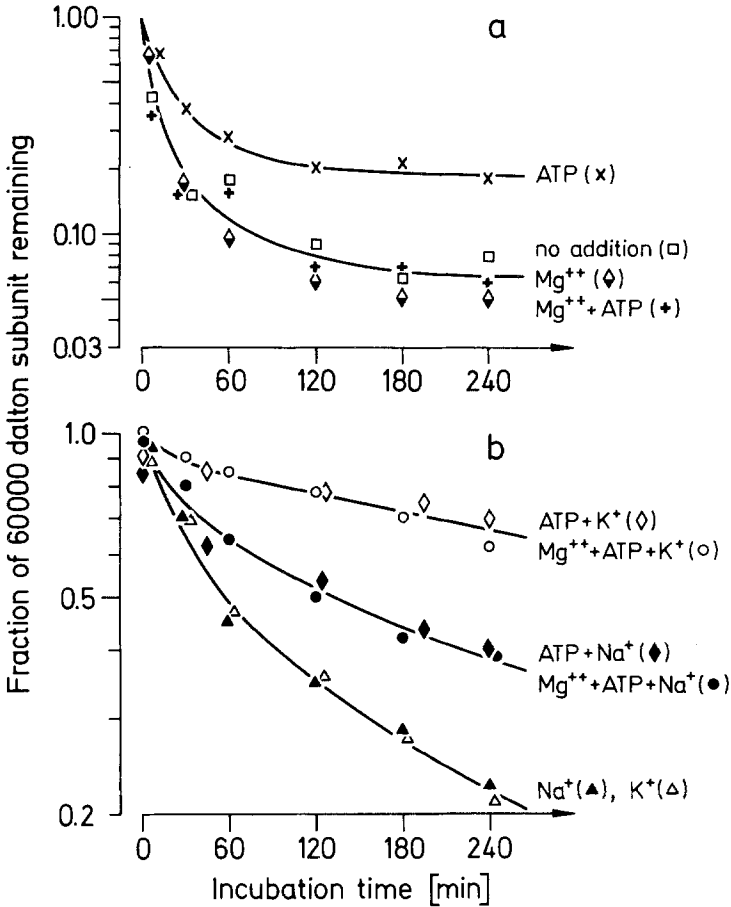 a
1.00
0.10
0.03
0 60 120 180 240
ATP (x)
no addition (□)
Mg⁺⁺ (⬙)
Mg⁺⁺+ATP (+)
Fraction of 60000 dalton subunit remaining
b
1.0
0.5
0.2
0 60 120 180 240
ATP+K⁺(◊)
Mg⁺⁺+ATP+K⁺(○)
ATP+Na⁺(♦)
Mg⁺⁺+ATP+Na⁺(●)
Na⁺(▲), K⁺(△)
Incubation time [min]